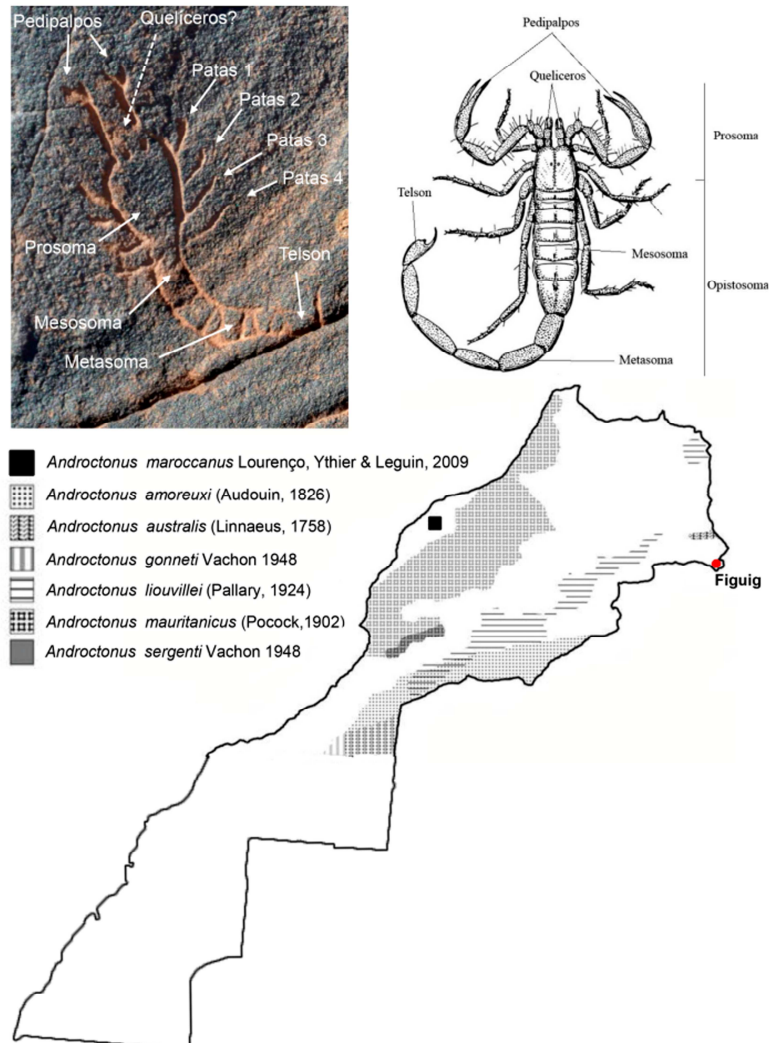 Pedipalpos
Quelíceros?
Patas 1
Patas 2
Patas 3
Patas 4
Prosoma
Telson
Mesosoma
Metasoma
Pedipalpos
Quelíceros
Prosoma
Telson
Mesosoma
Opistosoma
Metasoma
Androctonus maroccanus Lourenço, Ythier & Leguin, 2009
Androctonus amoreuxi (Audouin, 1826)
Androctonus australis (Linnaeus, 1758)
Androctonus gonneti Vachon 1948
Androctonus liouvillei (Pallary, 1924)
Androctonus mauritanicus (Pocock,1902)
Androctonus sergenti Vachon 1948
Figuig